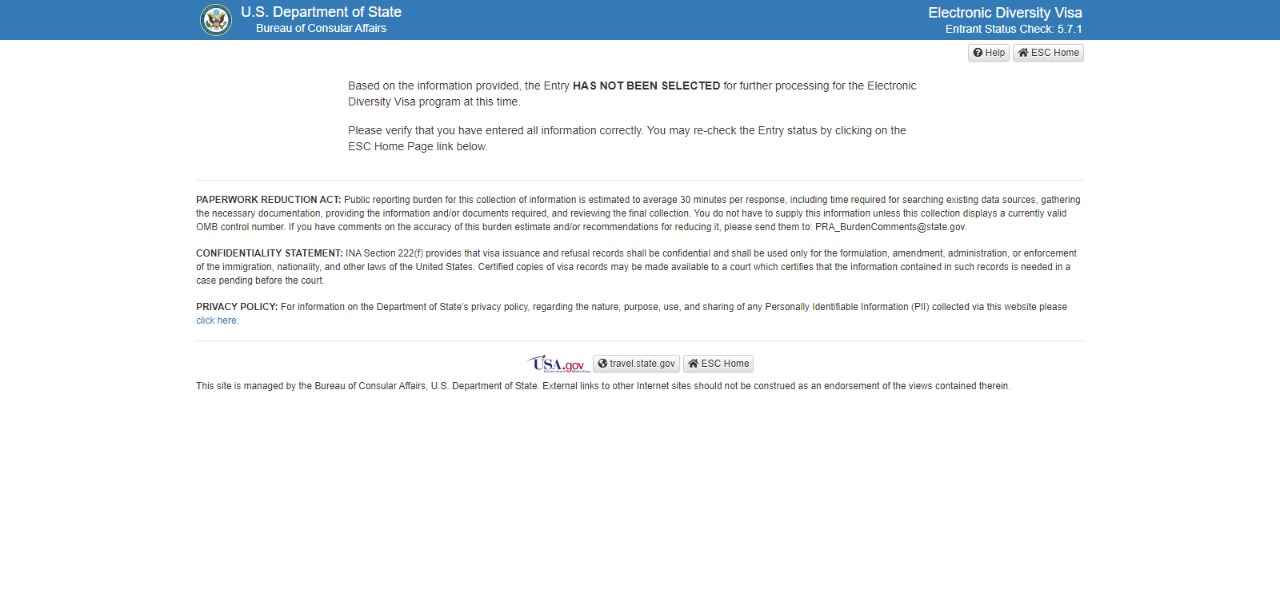 U.S. Department of State
Bureau of Consular Affairs
Electronic Diversity Visa
Entrant Status Check: 5.7.1
Help
ESC Home
Based on the information provided, the Entry HAS NOT BEEN SELECTED for further processing for the Electronic
Diversity Visa program at this time.
Please verify that you have entered all information correctly. You may re-check the Entry status by clicking on the
ESC Home Page link below.
PAPERWORK REDUCTION ACT: Public reporting burden for this collection of information is estimated to average 30 minutes per response, including time required for searching existing data sources, gathering
the necessary documentation, providing the information and/or documents required, and reviewing the final collection. You do not have to supply this information unless this collection displays a currently valid
OMB control number. If you have comments on the accuracy of this burden estimate and/or recommendations for reducing it, please send them to: PRA_BurdenComments@state.gov.
CONFIDENTIALITY STATEMENT: INA Section 222(f) provides that visa issuance and refusal records shall be confidential and shall be used only for the formulation, amendment, administration, or enforcement
of the immigration, nationality, and other laws of the United States. Certified copies of visa records may be made available to a court which certifies that the information contained in such records is needed in a
case pending before the court.
PRIVACY POLICY: For information on the Department of State's privacy policy, regarding the nature, purpose, use, and sharing of any Personally Identifiable Information (PII) collected via this website please
click here.
USA.gov
travel.state.gov
ESC Home
This site is managed by the Bureau of Consular Affairs, U.S. Department of State. External links to other Internet sites should not be construed as an endorsement of the views contained therein.